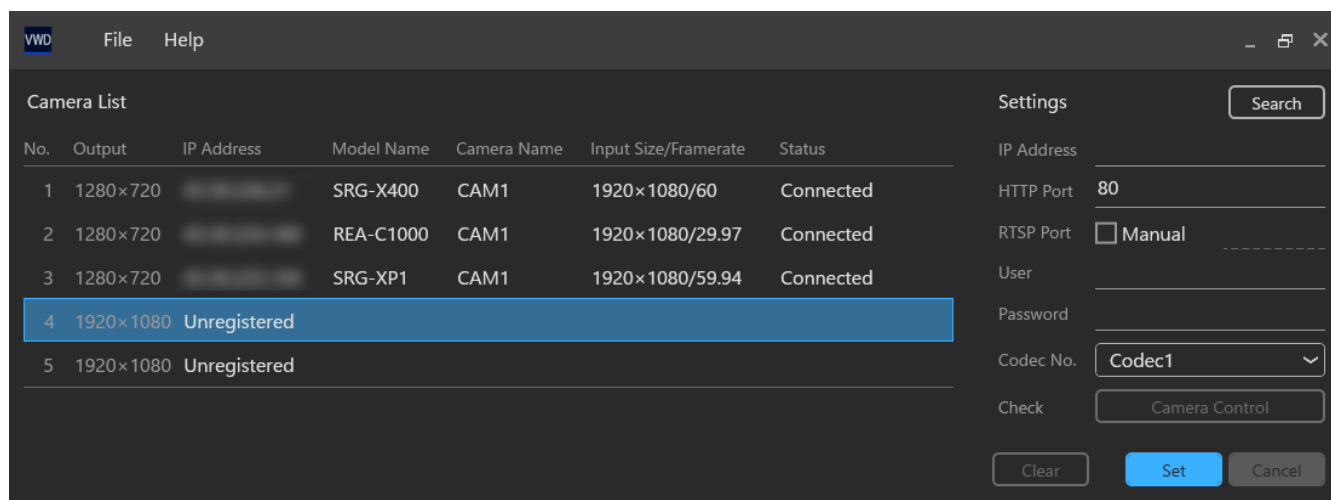 VWD File Help
Camera List
No. Output IP Address Model Name Camera Name Input Size/Framerate Status
1 1280×720 SRG-X400 CAM1 1920×1080/60 Connected
2 1280×720 REA-C1000 CAM1 1920×1080/29.97 Connected
3 1280×720 SRG-XP1 CAM1 1920×1080/59.94 Connected
4 1920×1080 Unregistered
5 1920×1080 Unregistered
Settings Search
IP Address
HTTP Port 80
RTSP Port Manual
User
Password
Codec No. Codec1
Check Camera Control
Clear Set Cancel